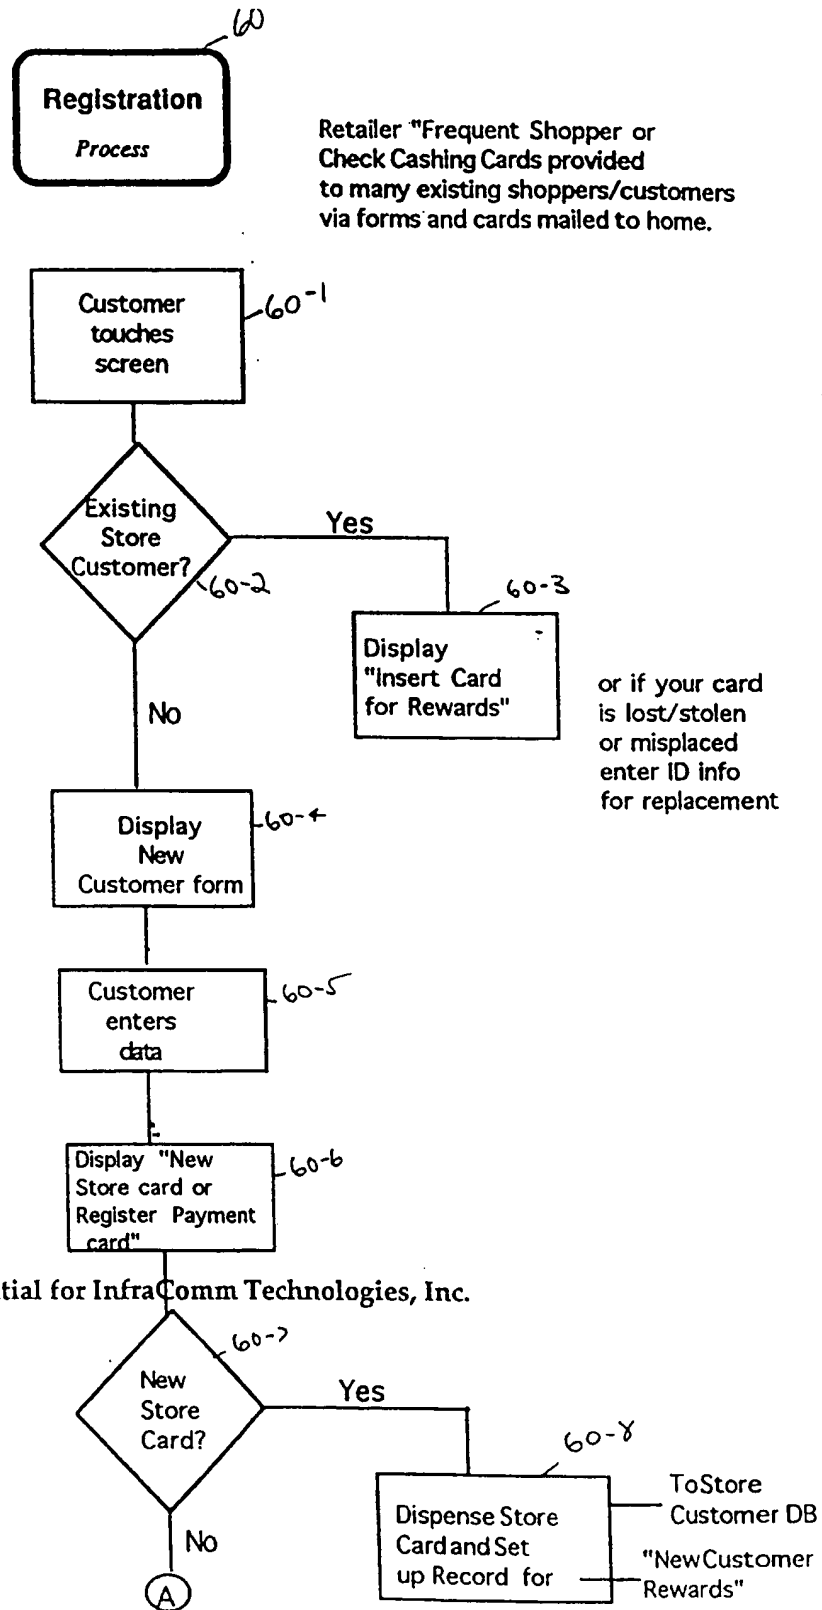 60
Registration
Process
Retailer "Frequent Shopper or
Check Cashing Cards provided
to many existing shoppers/customers
via forms and cards mailed to home.
Customer
touches
screen
60-1
Existing
Store
Customer?
60-2
Yes
60-3
Display
"Insert Card
for Rewards"
or if your card
is lost/stolen
or misplaced
enter ID info
for replacement
No
Display
New
Customer form
60-4
Customer
enters
data
60-5
Display "New
Store card or
Register Payment
card"
60-6
tial for InfraComm Technologies, Inc.
60-7
New
Store
Card?
Yes
60-8
Dispense Store
Card and Set
up Record for
To Store
Customer DB
"New Customer
Rewards"
No
A